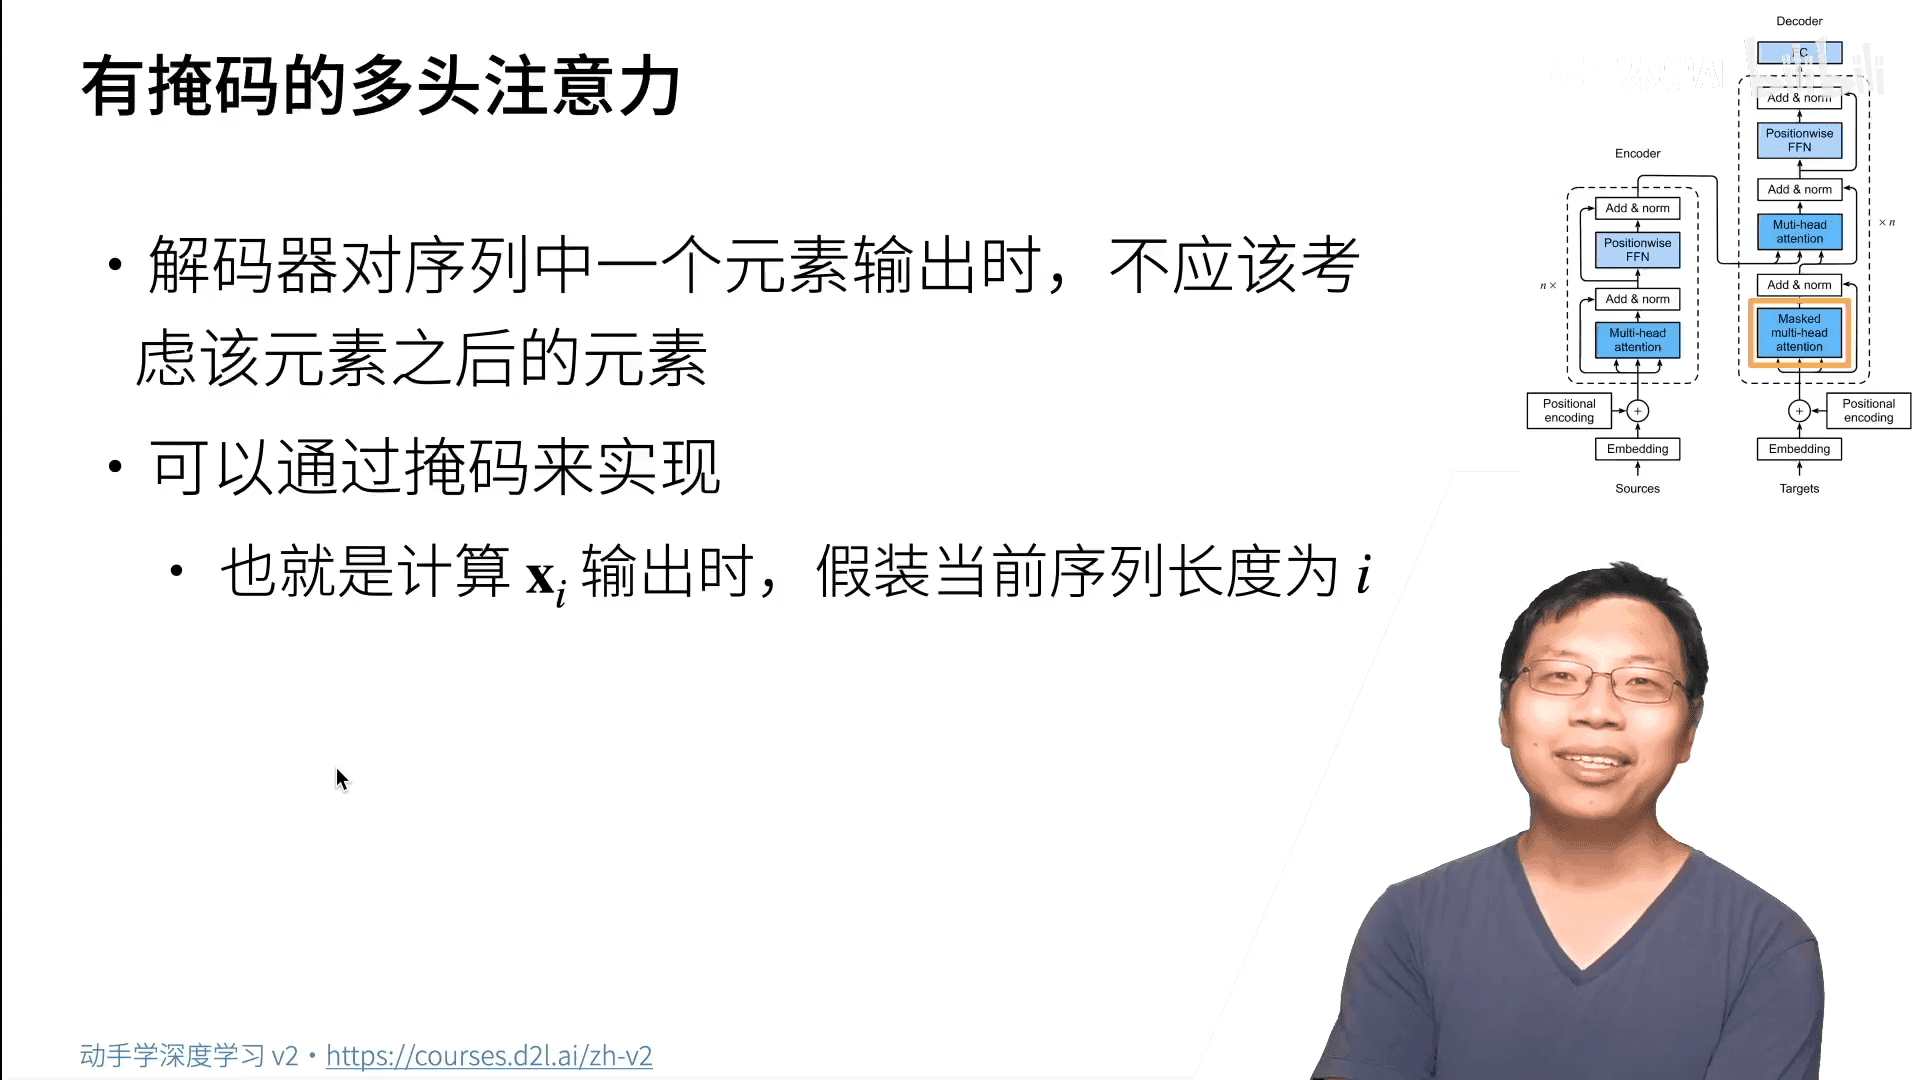 有掩码的多头注意力
• 解码器对序列中一个元素输出时，不应该考
虑该元素之后的元素
• 可以通过掩码来实现
• 也就是计算 xᵢ 输出时，假装当前序列长度为 i
Decoder
FC
Add & norm
Positionwise
FFN
Add & norm
Muti-head
attention
× n
Add & norm
Masked
multi-head
attention
Positional
encoding
+
Embedding
Targets
Encoder
Add & norm
Positionwise
FFN
n ×
Add & norm
Multi-head
attention
Positional
encoding
+
Embedding
Sources
动手学深度学习 v2 • https://courses.d2l.ai/zh-v2